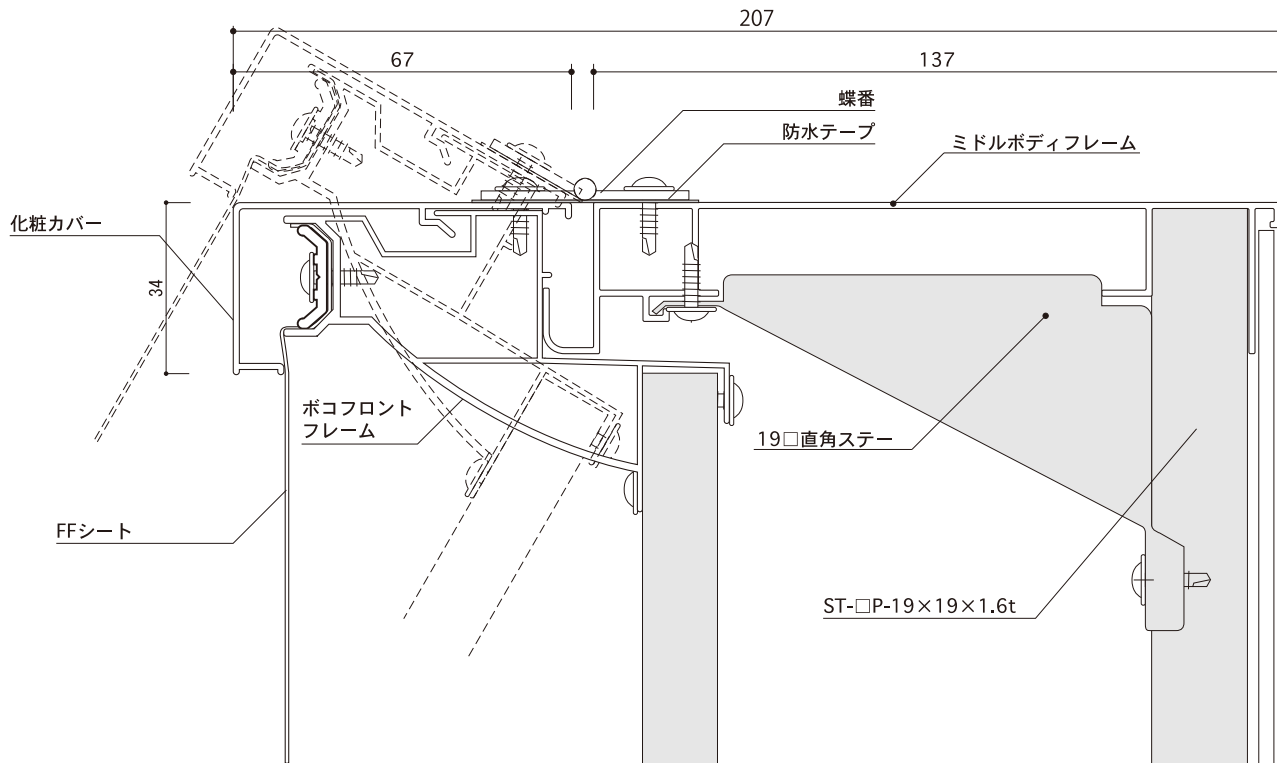 207
67
137
蝶番
防水テープ
ミドルボディフレーム
化粧カバー
34
ボコフロント
フレーム
19□直角ステー
FFシート
ST-□P-19×19×1.6t